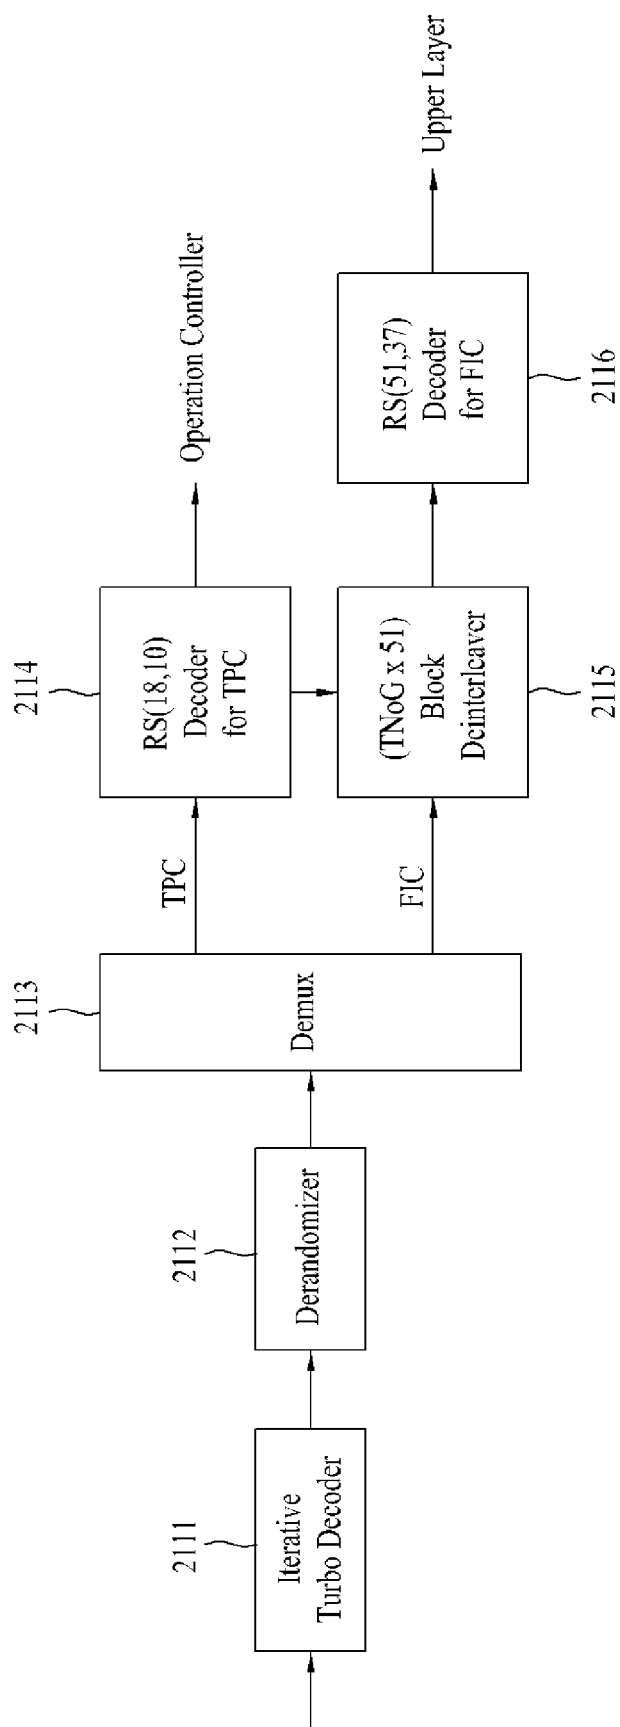 2111
Iterative
Turbo Decoder
2112
Derandomizer
2113
Demux
TPC
FIC
2114
RS(18,10)
Decoder
for TPC
Operation Controller
(TNoG x 51)
Block
Dcintcrlcavcr
2115
RS(51,37)
Decoder
for FIC
2116
Upper Layer